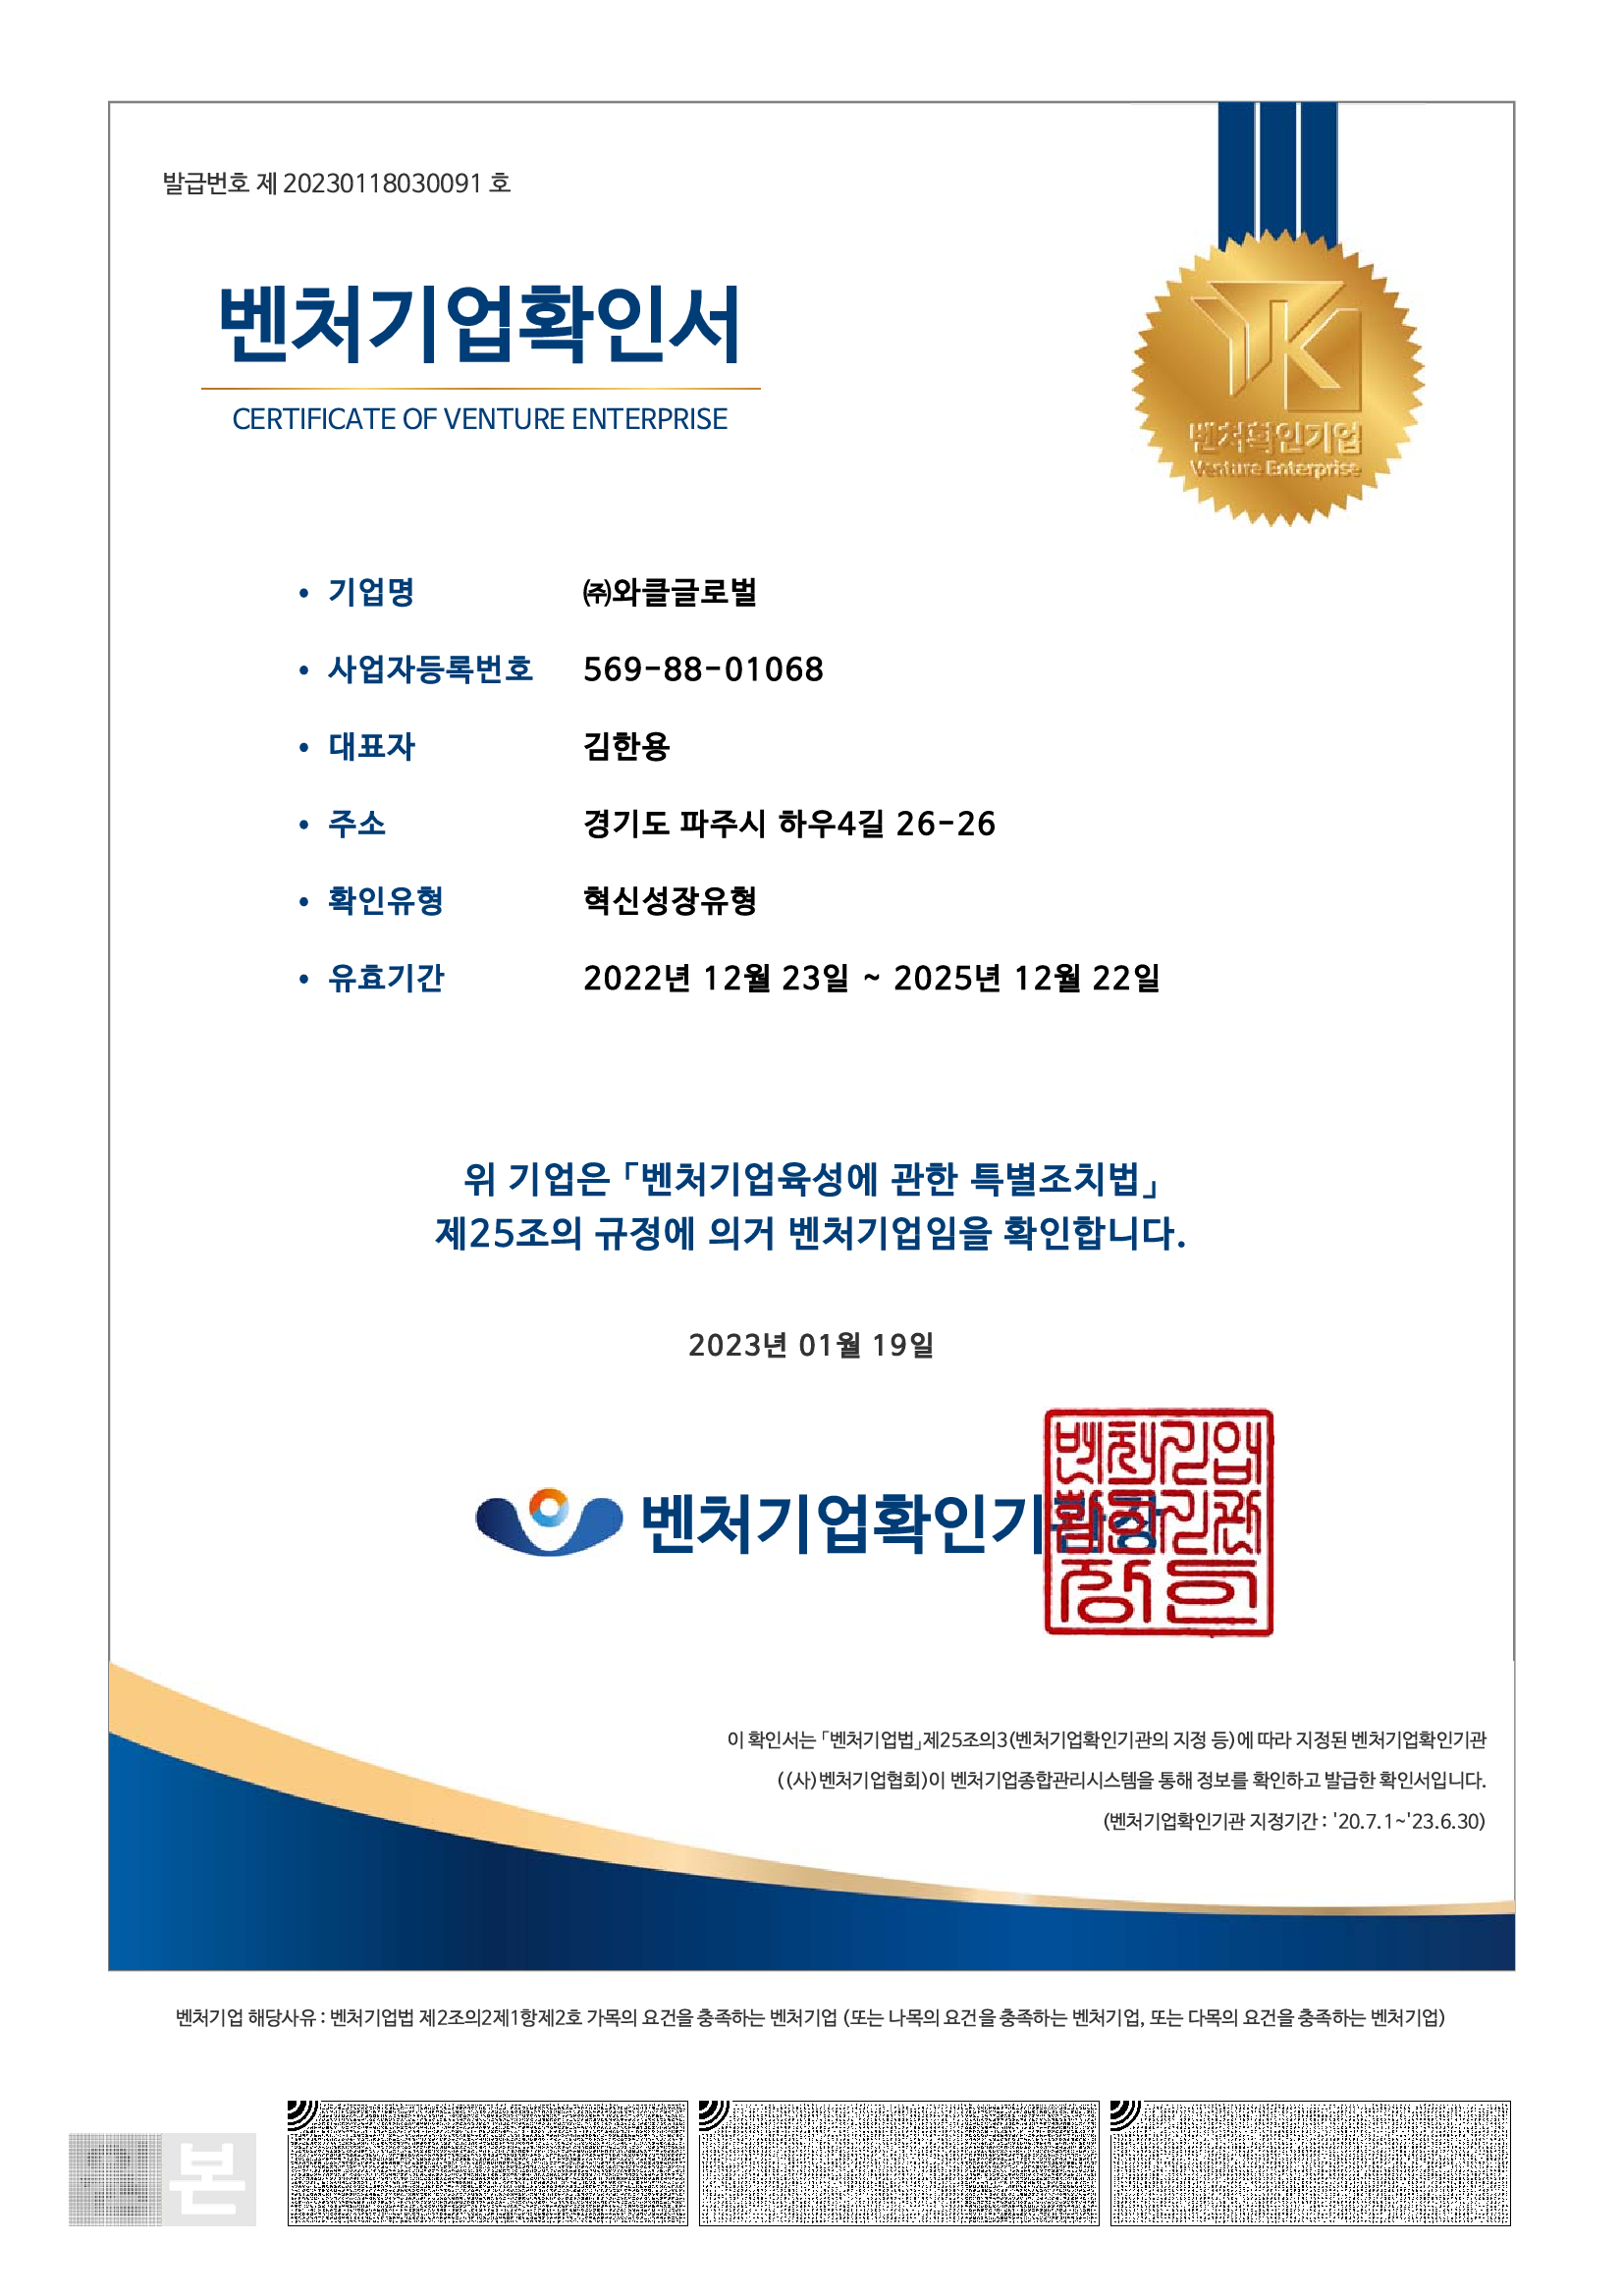 발급번호 제 20230118030091 호
벤처기업확인서
CERTIFICATE OF VENTURE ENTERPRISE
벤처확인기업
Venture Enterprise
• 기업명 ㈜와클글로벌
• 사업자등록번호 569-88-01068
• 대표자 김한용
• 주소 경기도 파주시 하우4길 26-26
• 확인유형 혁신성장유형
• 유효기간 2022년 12월 23일 ~ 2025년 12월 22일
위 기업은 「벤처기업육성에 관한 특별조치법」
제25조의 규정에 의거 벤처기업임을 확인합니다.
2023년 01월 19일
벤처기업확인기관장
벤처기업
확인기관
장의
이 확인서는 「벤처기업법」제25조의3(벤처기업확인기관의 지정 등)에 따라 지정된 벤처기업확인기관
((사)벤처기업협회)이 벤처기업종합관리시스템을 통해 정보를 확인하고 발급한 확인서입니다.
(벤처기업확인기관 지정기간 : '20.7.1~'23.6.30)
벤처기업 해당사유 : 벤처기업법 제2조의2제1항제2호 가목의 요건을 충족하는 벤처기업 (또는 나목의 요건을 충족하는 벤처기업, 또는 다목의 요건을 충족하는 벤처기업)
본